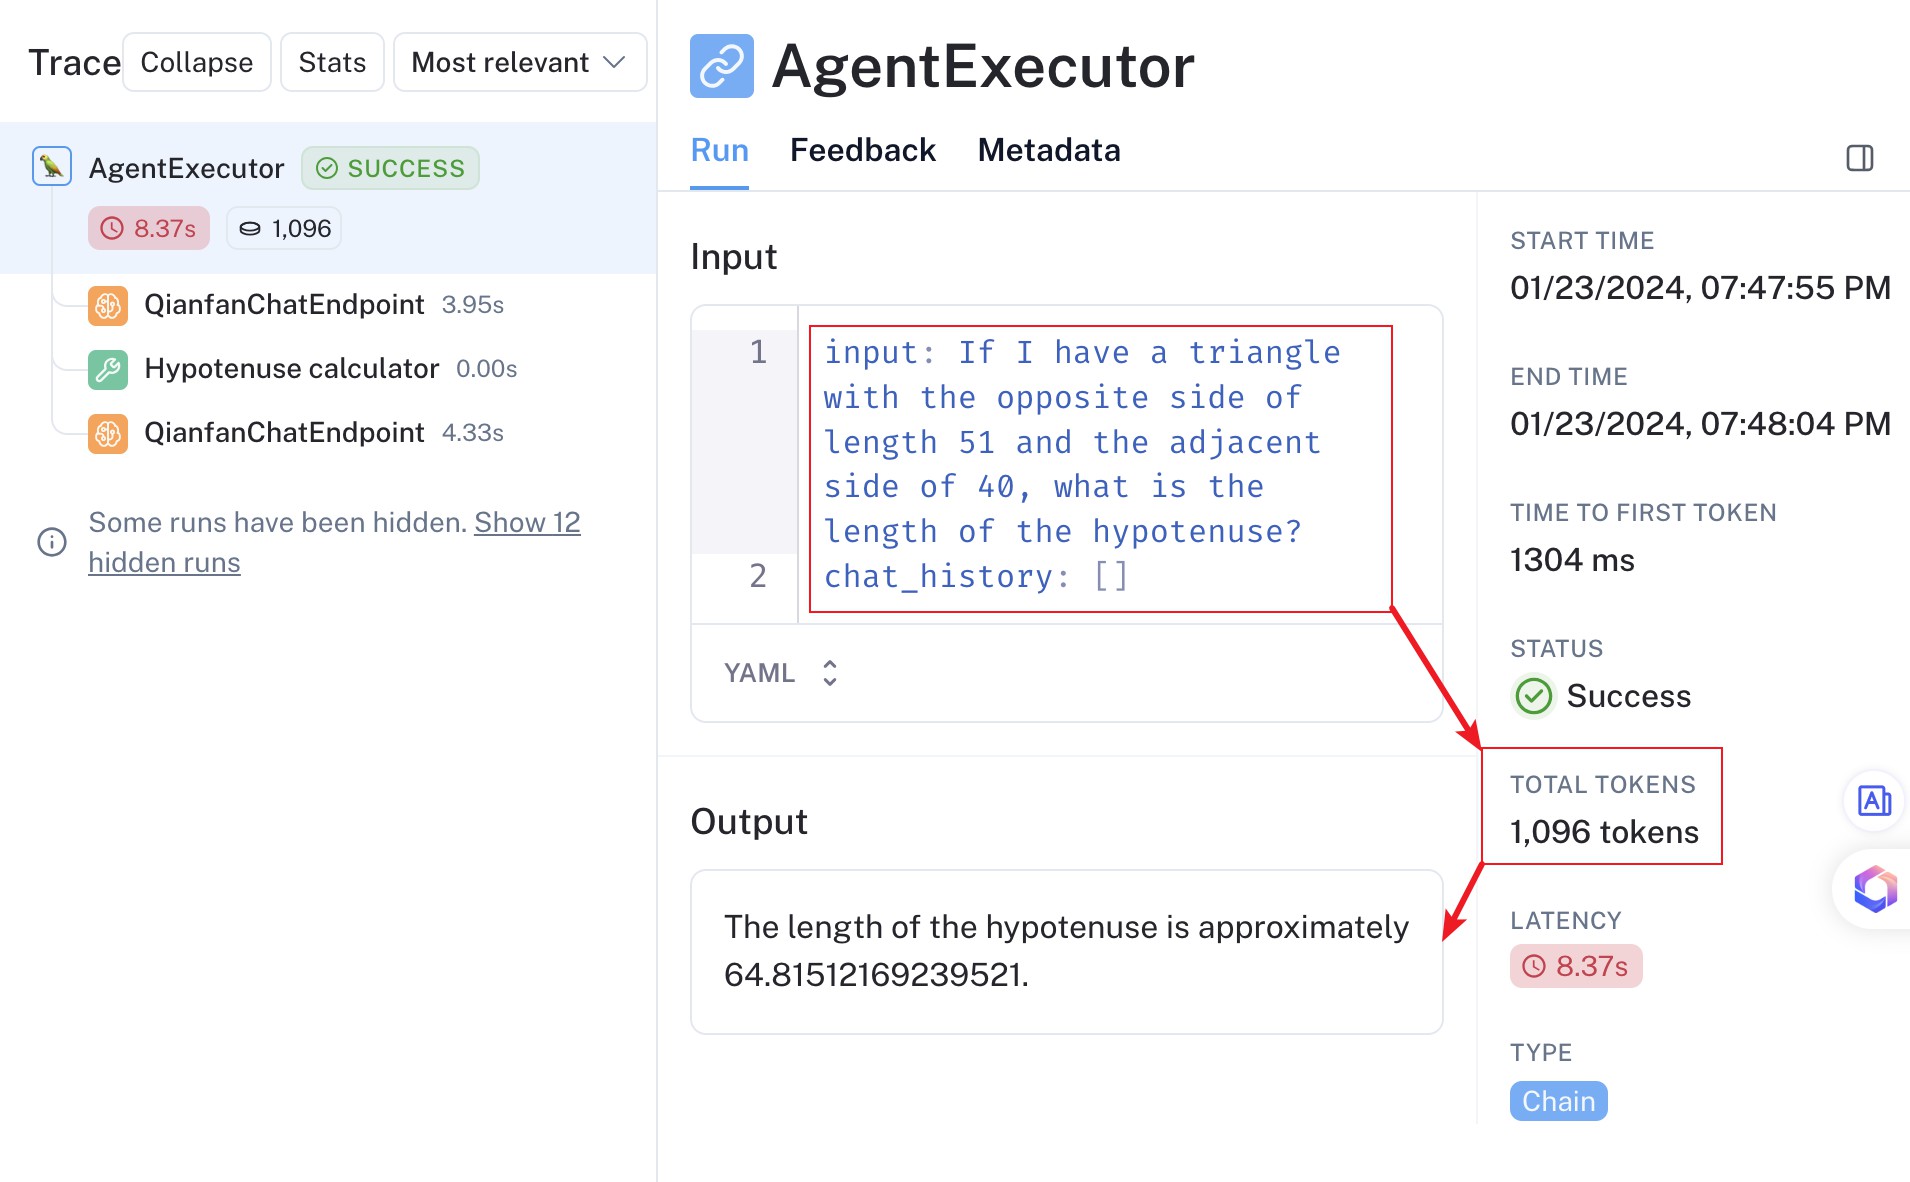 Trace
Collapse
Stats
Most relevant
AgentExecutor
SUCCESS
8.37s
1,096
QianfanChatEndpoint 3.95s
Hypotenuse calculator 0.00s
QianfanChatEndpoint 4.33s
Some runs have been hidden. Show 12
hidden runs
AgentExecutor
Run
Feedback
Metadata
Input
1
input: If I have a triangle
with the opposite side of
length 51 and the adjacent
side of 40, what is the
length of the hypotenuse?
2
chat_history: []
YAML
Output
The length of the hypotenuse is approximately
64.81512169239521.
START TIME
01/23/2024, 07:47:55 PM
END TIME
01/23/2024, 07:48:04 PM
TIME TO FIRST TOKEN
1304 ms
STATUS
Success
TOTAL TOKENS
1,096 tokens
LATENCY
8.37s
TYPE
Chain
A